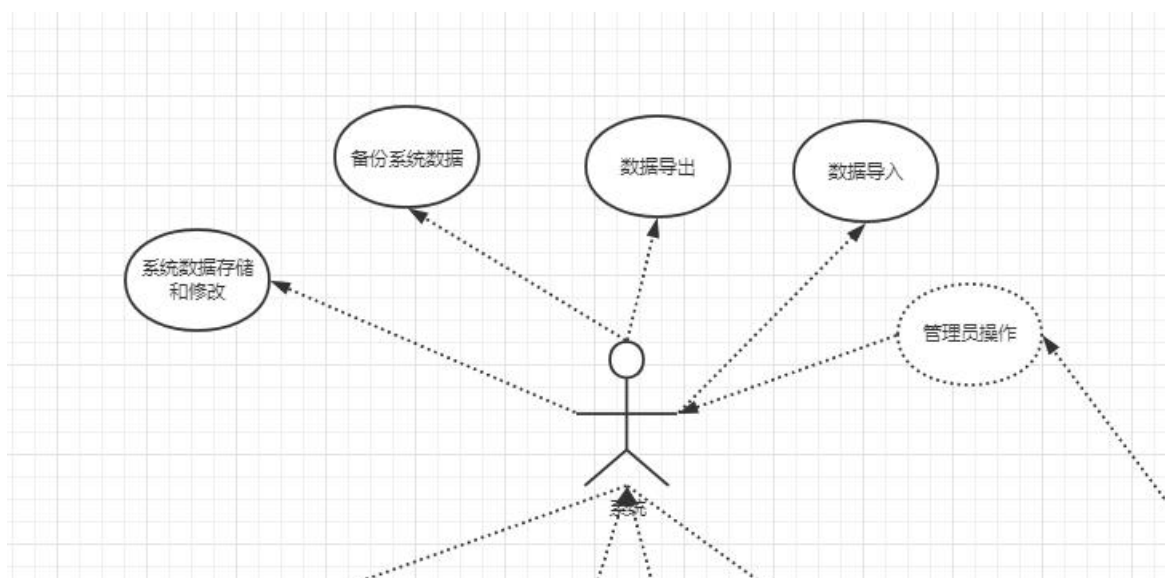 备份系统数据
数据导出
数据导入
系统数据存储
和修改
管理员操作
系统